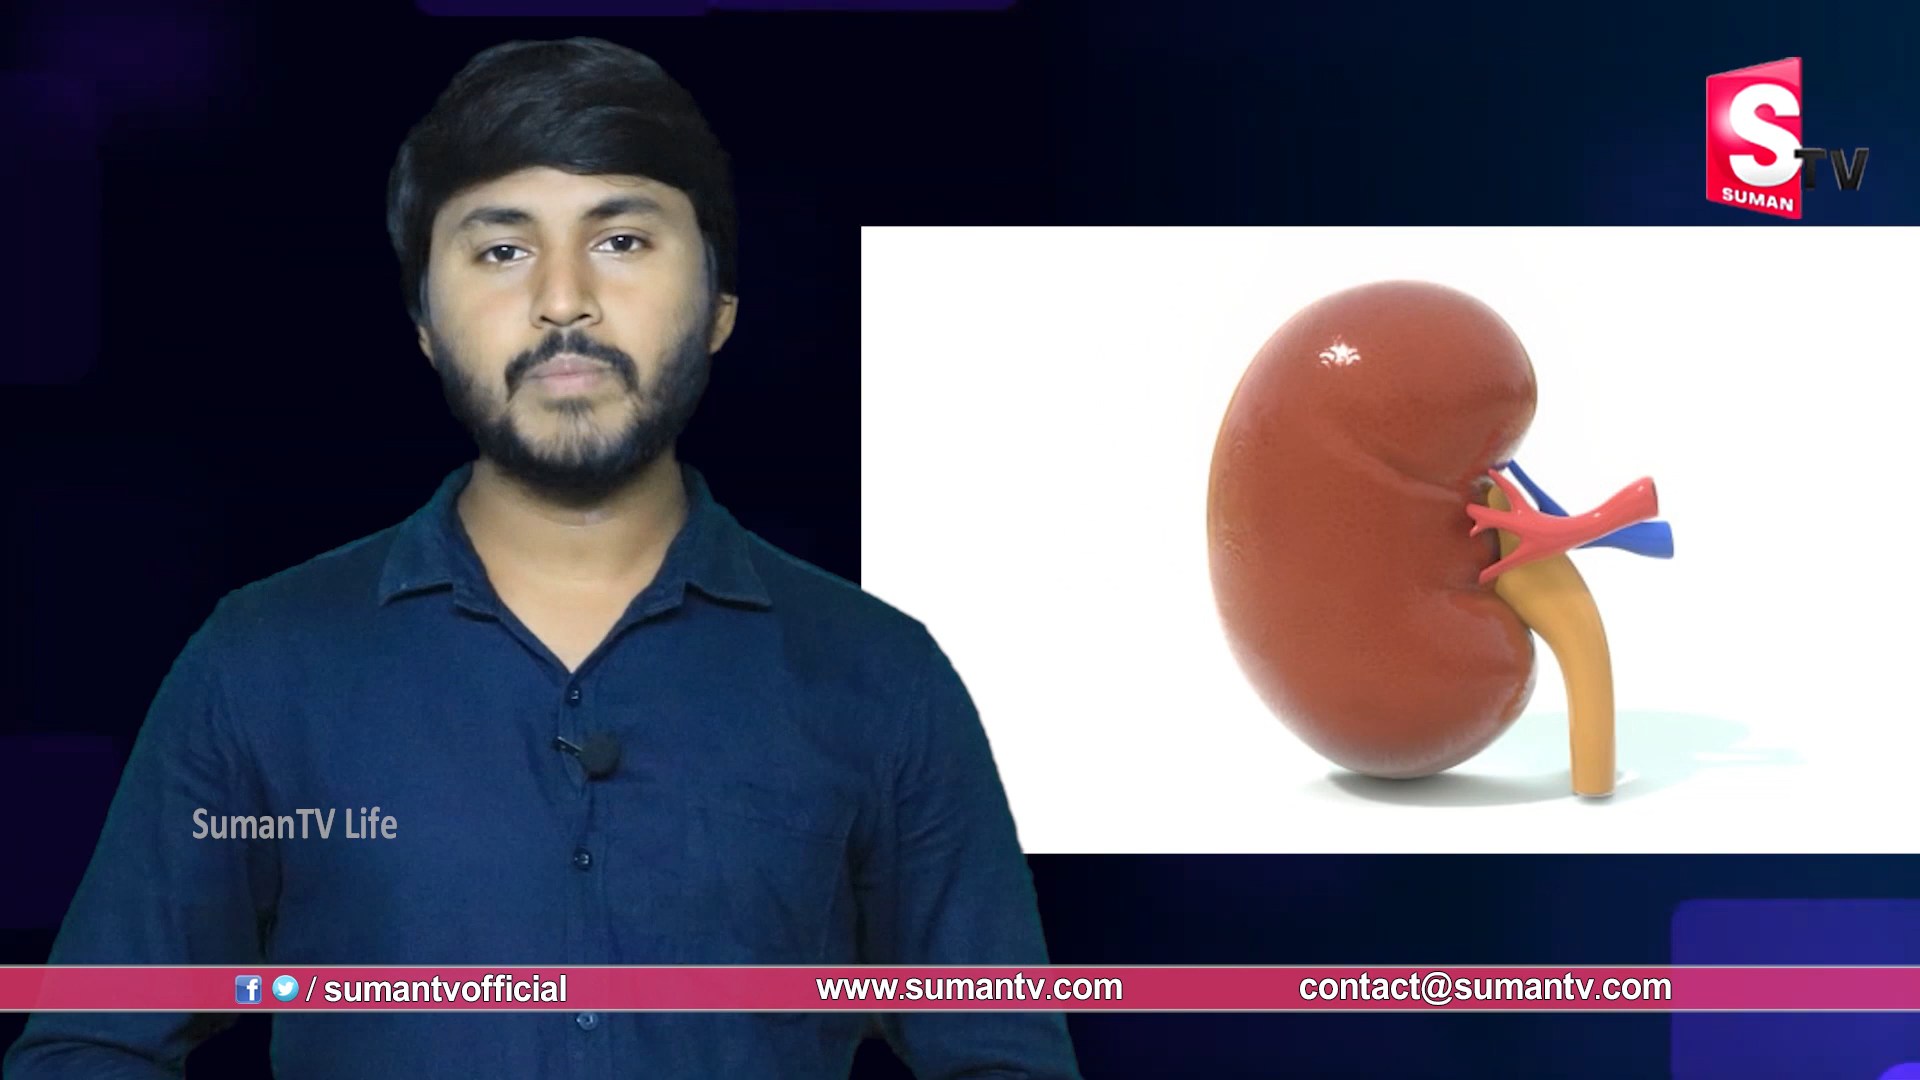 S
TV
SUMAN
SumanTV Life
/ sumantvofficial
www.sumantv.com
contact@sumantv.com